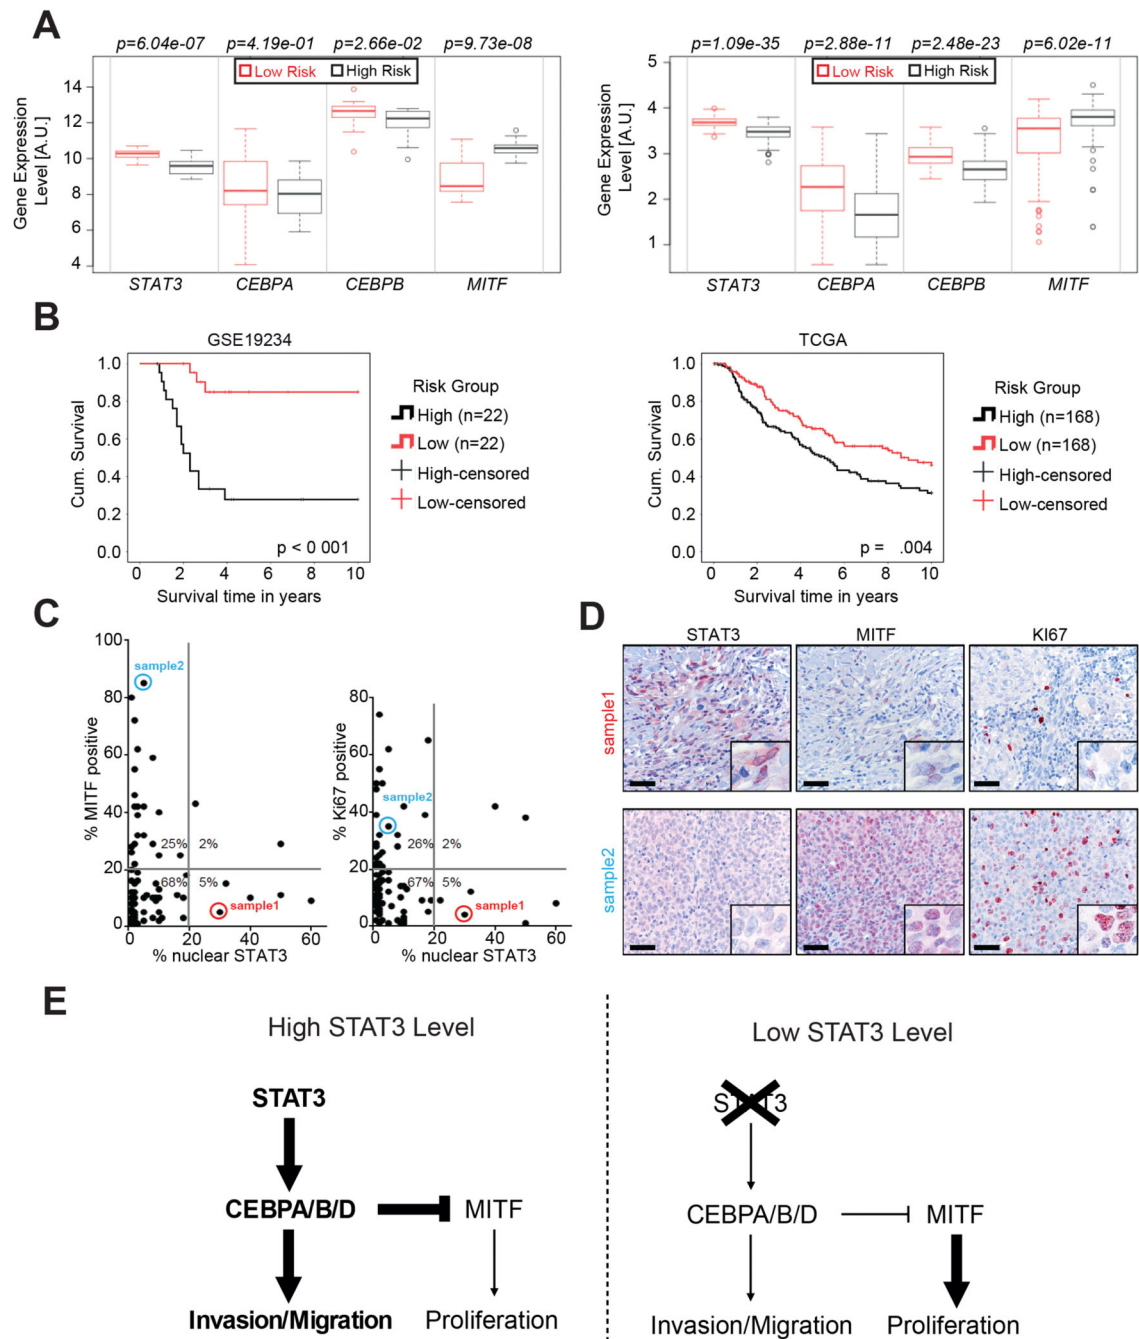 A
p=6.04e-07 p=4.19e-01 p=2.66e-02 p=9.73e-08
Low Risk High Risk
Gene Expression
Level [A.U.]
14
12
10
8
6
4
STAT3 CEBPA CEBPB MITF
p=1.09e-35 p=2.88e-11 p=2.48e-23 p=6.02e-11
Low Risk High Risk
Gene Expression
Level [A.U.]
5
4
3
2
1
STAT3 CEBPA CEBPB MITF
B
GSE19234
Cum. Survival
1.0
0.8
0.6
0.4
0.2
0.0
p < 0 001
0 2 4 6 8 10
Survival time in years
Risk Group
High (n=22)
Low (n=22)
High-censored
Low-censored
TCGA
Cum. Survival
1.0
0.8
0.6
0.4
0.2
0.0
p = .004
0 2 4 6 8 10
Survival time in years
Risk Group
High (n=168)
Low (n=168)
High-censored
Low-censored
C
% MITF positive
100
80
60
40
20
0
sample2
25% 2%
68% 5%
sample1
0 20 40 60
% nuclear STAT3
% Ki67 positive
80
60
40
20
0
sample2
26% 2%
67% 5%
sample1
0 20 40 60
% nuclear STAT3
D
STAT3 MITF KI67
sample1
sample2
E
High STAT3 Level
STAT3
CEBPA/B/D MITF
Invasion/Migration Proliferation
Low STAT3 Level
STAT3
CEBPA/B/D MITF
Invasion/Migration Proliferation